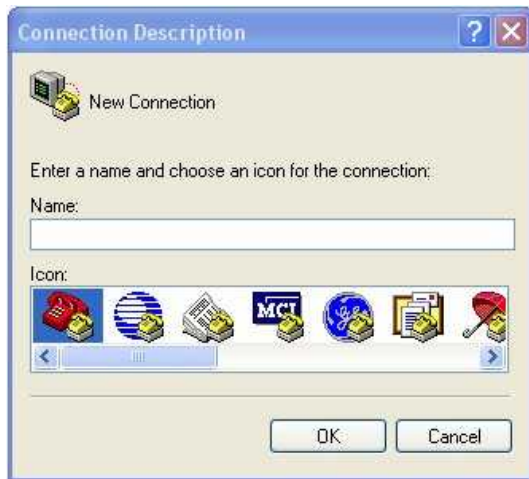 Connection Description
New Connection
Enter a name and choose an icon for the connection:
Name:
Icon:
MCI
OK
Cancel